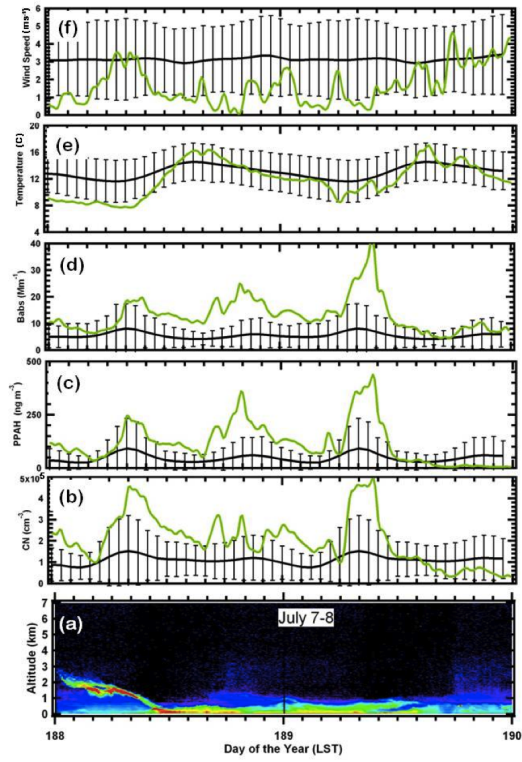 (f)
Wind Speed (ms⁻¹)
6
5
4
3
2
1
0
(e)
Temperature (C)
20
16
12
8
4
(d)
Babs (Mm⁻¹)
40
30
20
10
0
(c)
PPAH (ng m⁻³)
500
250
0
(b)
CN (cm⁻³)
5x10⁵
4
3
2
1
0
(a)
July 7-8
Altitude (km)
7
6
5
4
3
2
1
0
188
189
190
Day of the Year (LST)